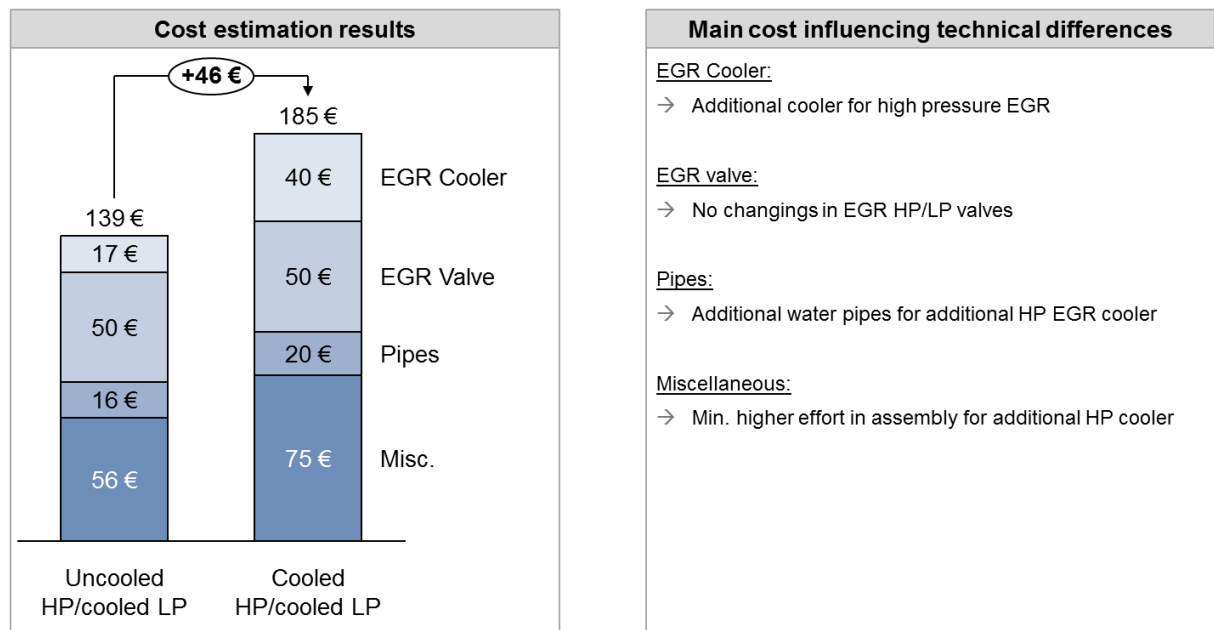 Cost estimation results
+46 €
185 €
40 €
EGR Cooler
139 €
17 €
50 €
EGR Valve
50 €
20 €
Pipes
16 €
75 €
Misc.
56 €
Uncooled
HP/cooled LP
Cooled
HP/cooled LP
Main cost influencing technical differences
EGR Cooler:
→ Additional cooler for high pressure EGR
EGR valve:
→ No changings in EGR HP/LP valves
Pipes:
→ Additional water pipes for additional HP EGR cooler
Miscellaneous:
→ Min. higher effort in assembly for additional HP cooler